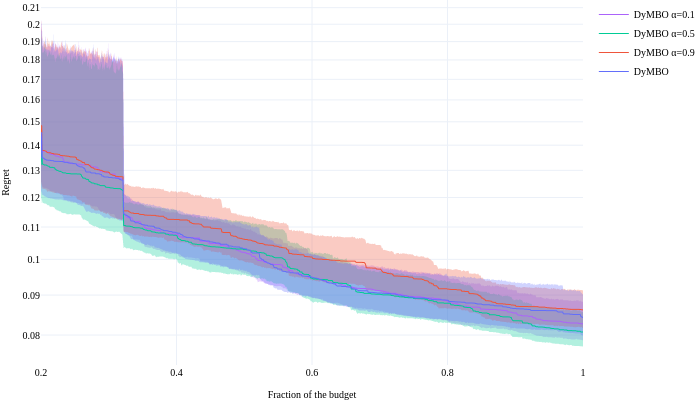 0.21
0.2
0.19
0.18
0.17
0.16
0.15
0.14
0.13
0.12
0.11
0.1
0.09
0.08
Regret
0.2 0.4 0.6 0.8 1
Fraction of the budget
DyMBO α=0.1
DyMBO α=0.5
DyMBO α=0.9
DyMBO